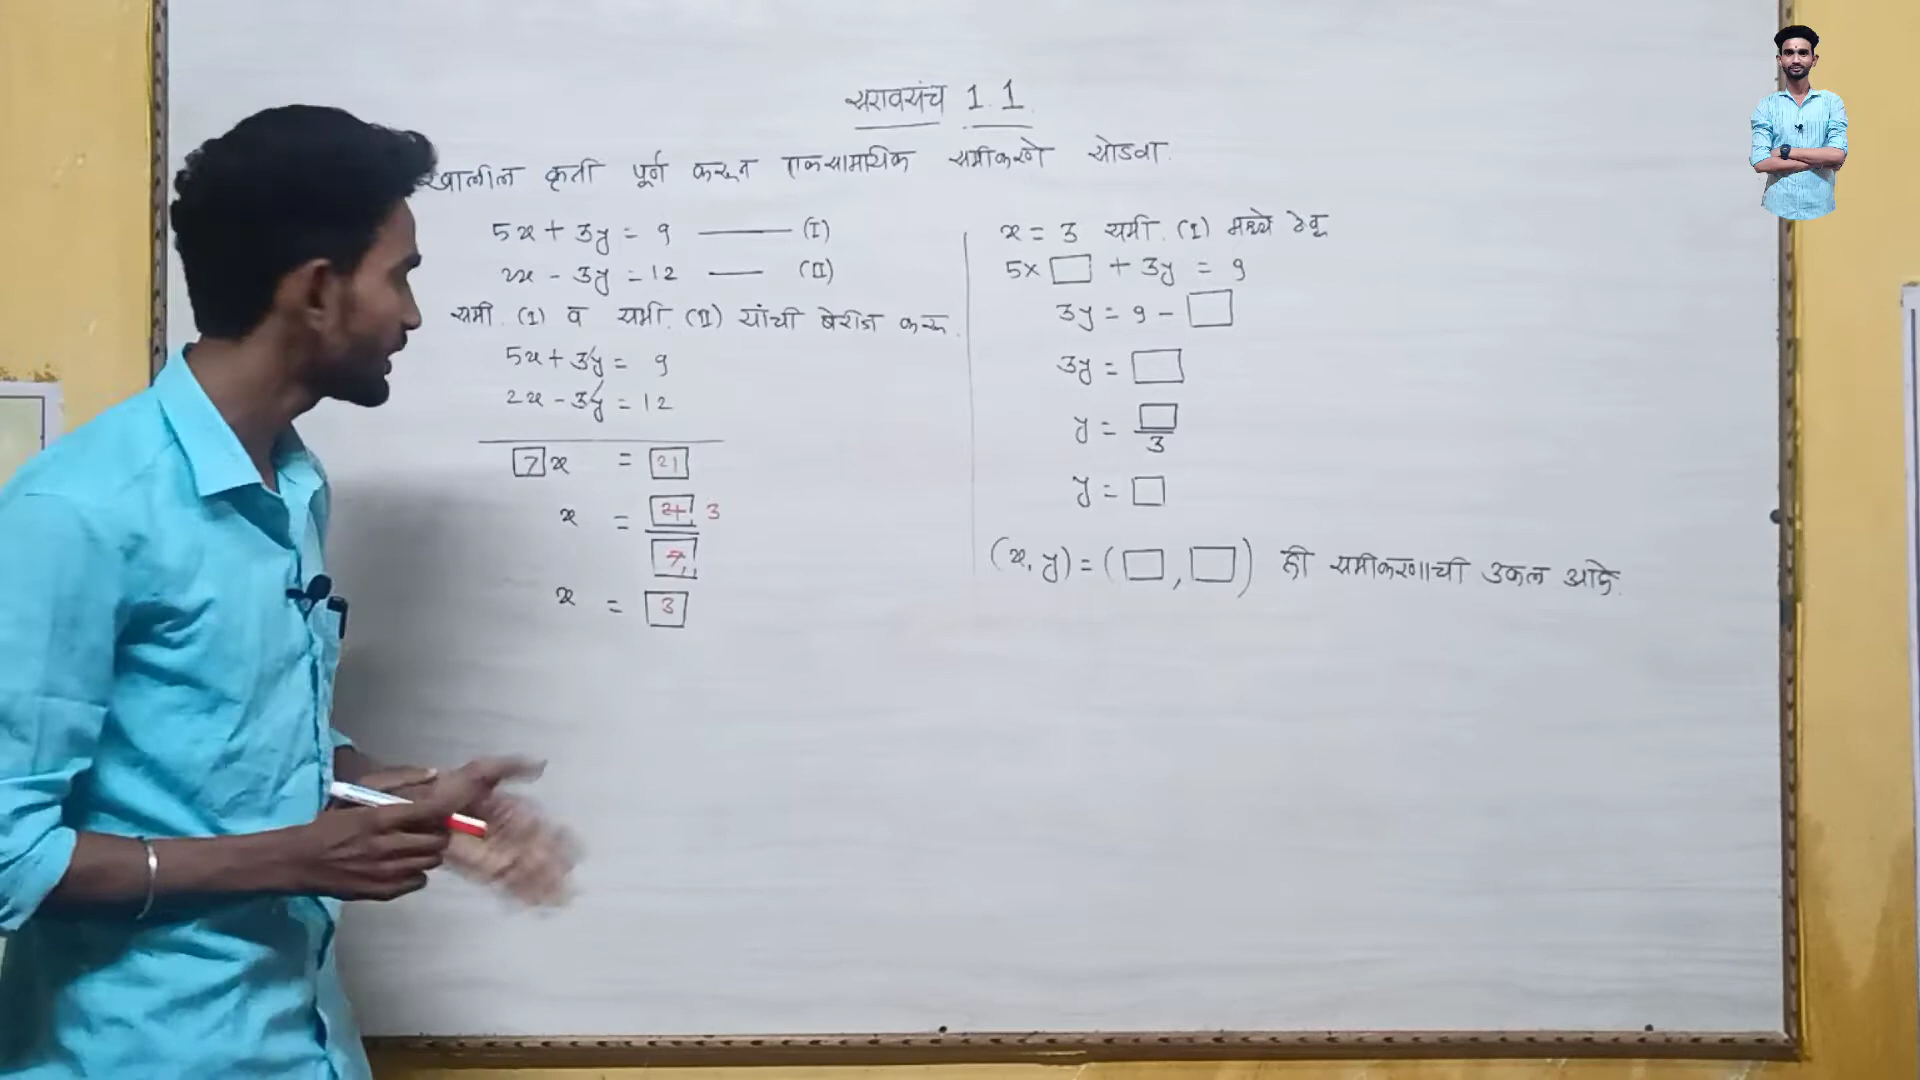 सरावसंच 1.1.
खालील कृती पूर्ण करून एकसामायिक समीकरणे सोडवा.
5x + 3y = 9 —— (I)
2x - 3y = 12 —— (II)
समी. (I) व समी. (II) यांची बेरीज करू.
5x + 3y = 9
2x - 3y = 12
7 x = 21
x = 21 3
7
x = 3
x = 3 समी. (I) मध्ये ठेवू
5 × □ + 3y = 9
3y = 9 - □
3y = □
y = □
3
y = □
(x, y) = (□, □) ही समीकरणाची उकल आहे.